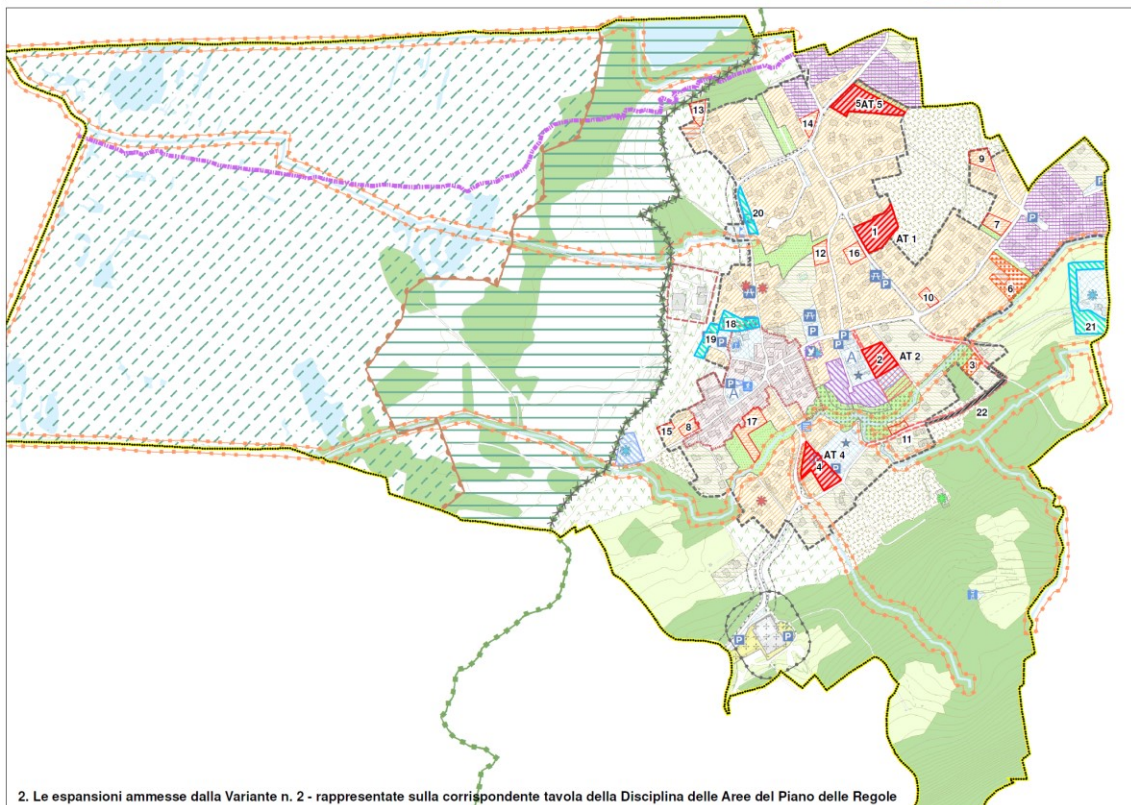 13
14
5AT 5
9
20
1
AT 1
7
12
16
6
10
21
18
19
2
AT 2
3
22
15
8
17
11
AT 4
4
P
P
P
P
P
P
P
P
P
P
A
A
2. Le espansioni ammesse dalla Variante n. 2 - rappresentate sulla corrispondente tavola della Disciplina delle Aree del Piano delle Regole